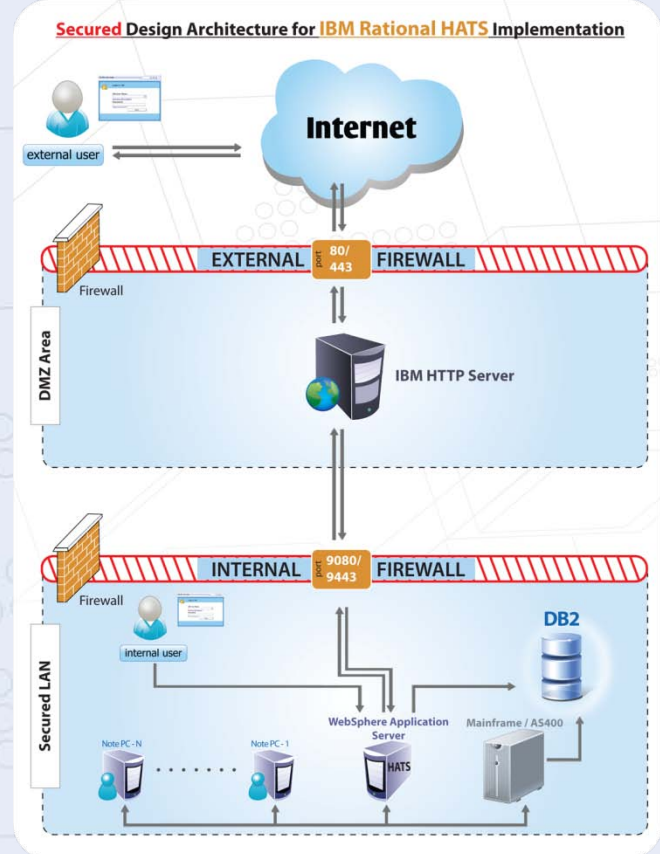 Secured Design Architecture for IBM Rational HATS Implementation
Internet
external user
EXTERNAL
port
80/
443
FIREWALL
Firewall
DMZ Area
IBM HTTP Server
INTERNAL
port
9080/
9443
FIREWALL
Firewall
Secured LAN
internal user
DB2
WebSphere Application
Server
Mainframe / AS400
Note PC - N
Note PC - 1
HATS